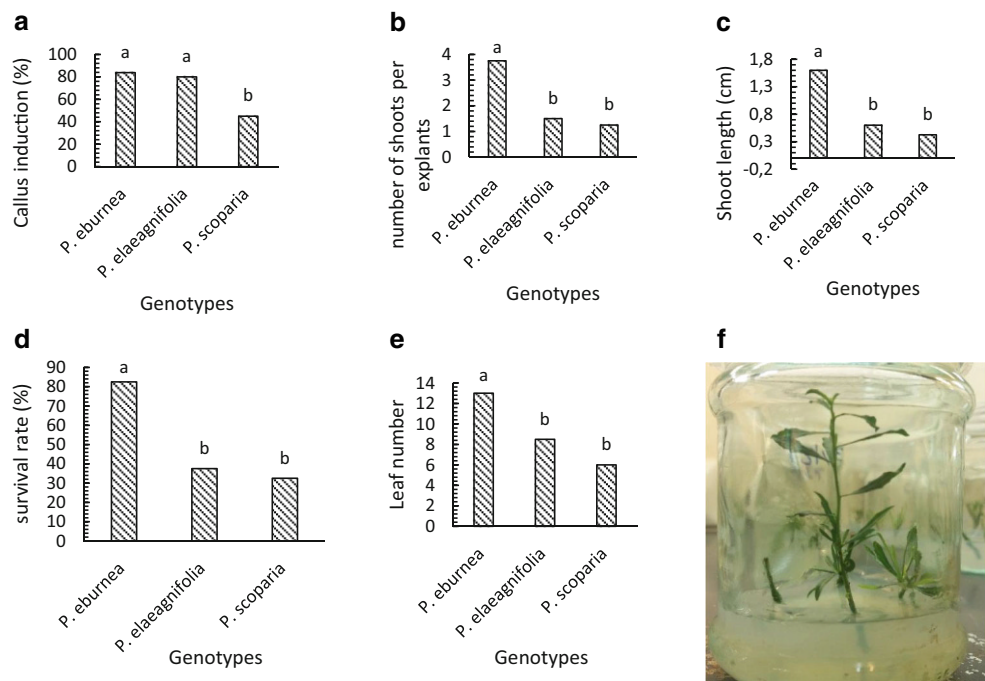 a
Callus induction (%)
100
80
60
40
20
0
a
a
b
P. eburnea
P. elaeagnifolia
P. scoparia
Genotypes
b
number of shoots per
explants
4
3
2
1
0
a
b
b
P. eburnea
P. elaeagnifolia
P. scoparia
Genotypes
c
Shoot length (cm)
1,8
1,3
0,8
0,3
-0,2
a
b
b
P. eburnea
P. elaeagnifolia
P. scoparia
Genotypes
d
survival rate (%)
90
80
70
60
50
40
30
20
10
0
a
b
b
P. eburnea
P. elaeagnifolia
P. scoparia
Genotypes
e
Leaf number
14
12
10
8
6
4
2
0
a
b
b
P. eburnea
P. elaeagnifolia
P. scoparia
Genotypes
f